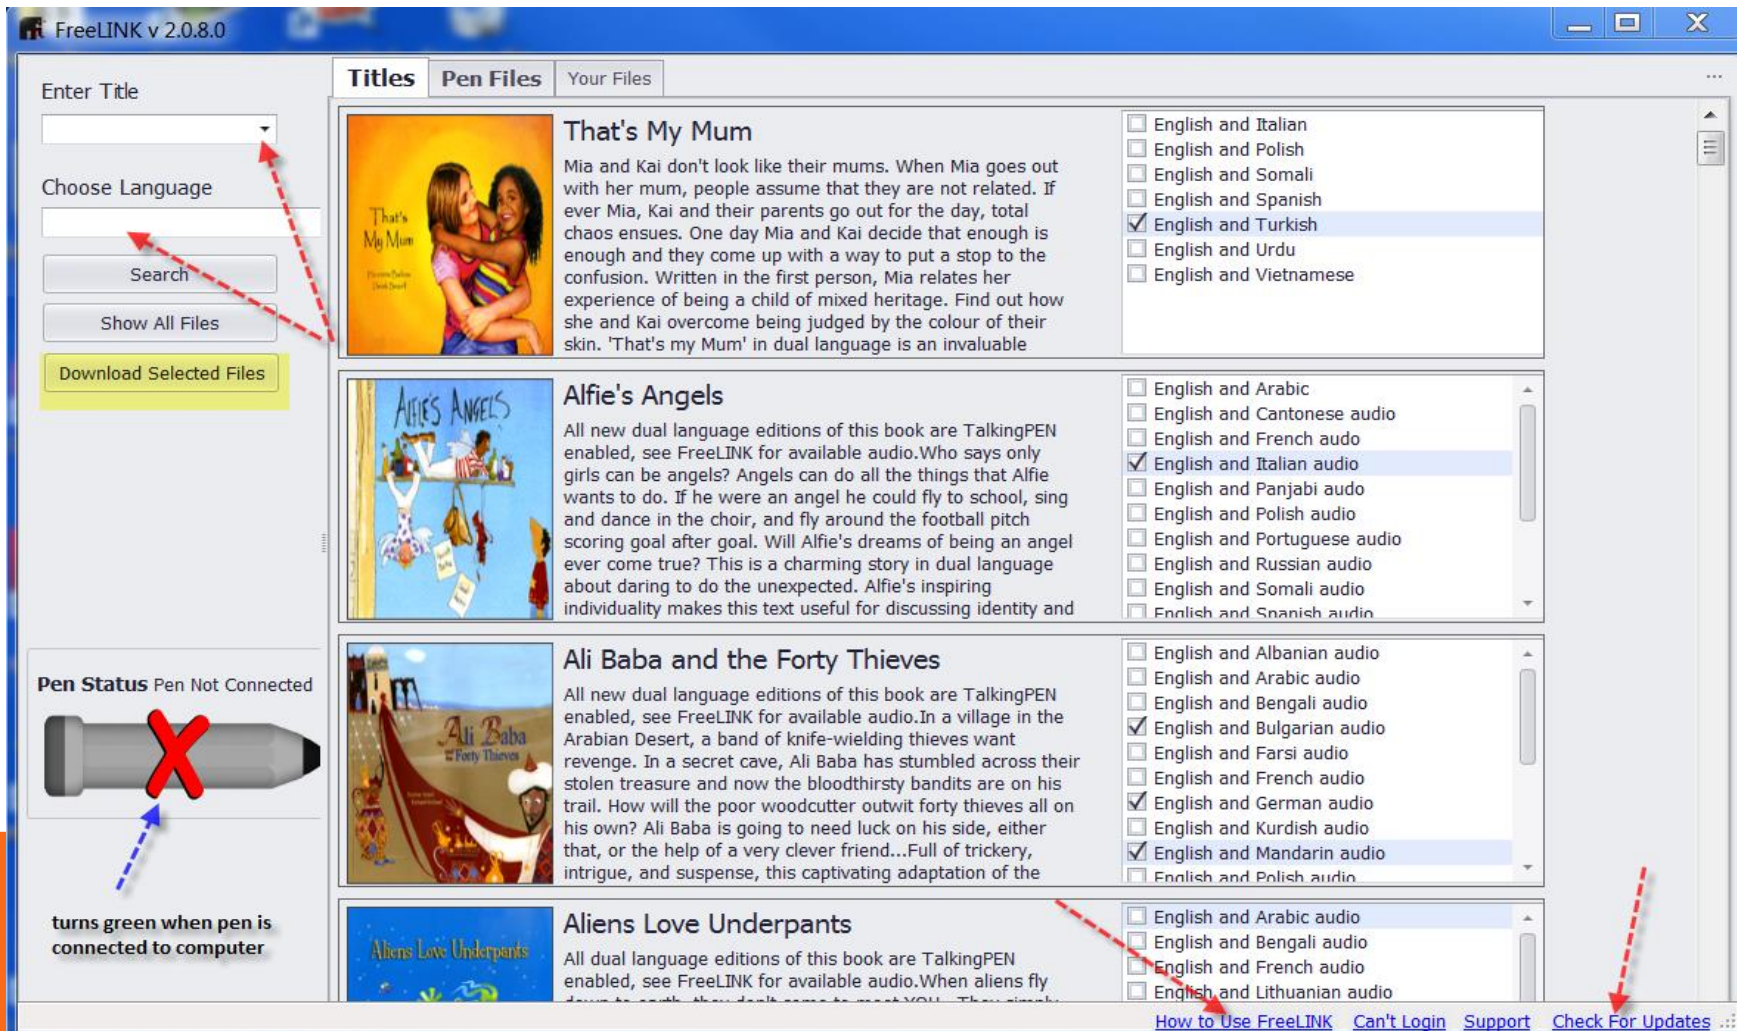 FreeLINK v 2.0.8.0
Enter Title
Choose Language
Search
Show All Files
Download Selected Files
Pen Status Pen Not Connected
turns green when pen is
connected to computer
Titles
Pen Files
Your Files
...
That's
My Mum
That's My Mum
Mia and Kai don't look like their mums. When Mia goes out
with her mum, people assume that they are not related. If
ever Mia, Kai and their parents go out for the day, total
chaos ensues. One day Mia and Kai decide that enough is
enough and they come up with a way to put a stop to the
confusion. Written in the first person, Mia relates her
experience of being a child of mixed heritage. Find out how
she and Kai overcome being judged by the colour of their
skin. 'That's my Mum' in dual language is an invaluable
English and Italian
English and Polish
English and Somali
English and Spanish
English and Turkish
English and Urdu
English and Vietnamese
ALFIE'S ANGELS
Alfie's Angels
All new dual language editions of this book are TalkingPEN
enabled, see FreeLINK for available audio.Who says only
girls can be angels? Angels can do all the things that Alfie
wants to do. If he were an angel he could fly to school, sing
and dance in the choir, and fly around the football pitch
scoring goal after goal. Will Alfie's dreams of being an angel
ever come true? This is a charming story in dual language
about daring to do the unexpected. Alfie's inspiring
individuality makes this text useful for discussing identity and
English and Arabic
English and Cantonese audio
English and French audo
English and Italian audio
English and Panjabi audo
English and Polish audio
English and Portuguese audio
English and Russian audio
English and Somali audio
English and Spanish audio
Ali Baba
and the
Forty Thieves
Ali Baba and the Forty Thieves
All new dual language editions of this book are TalkingPEN
enabled, see FreeLINK for available audio.In a village in the
Arabian Desert, a band of knife-wielding thieves want
revenge. In a secret cave, Ali Baba has stumbled across their
stolen treasure and now the bloodthirsty bandits are on his
trail. How will the poor woodcutter outwit forty thieves all on
his own? Ali Baba is going to need luck on his side, either
that, or the help of a very clever friend...Full of trickery,
intrigue, and suspense, this captivating adaptation of the
English and Albanian audio
English and Arabic audio
English and Bengali audio
English and Bulgarian audio
English and Farsi audio
English and French audio
English and German audio
English and Kurdish audio
English and Mandarin audio
English and Polish audio
Aliens Love Underpants
Aliens Love Underpants
All dual language editions of this book are TalkingPEN
enabled, see FreeLINK for available audio.When aliens fly
down to earth, they don't come to meet YOU...They simply
English and Arabic audio
English and Bengali audio
English and French audio
English and Lithuanian audio
How to Use FreeLINK
Can't Login
Support
Check For Updates